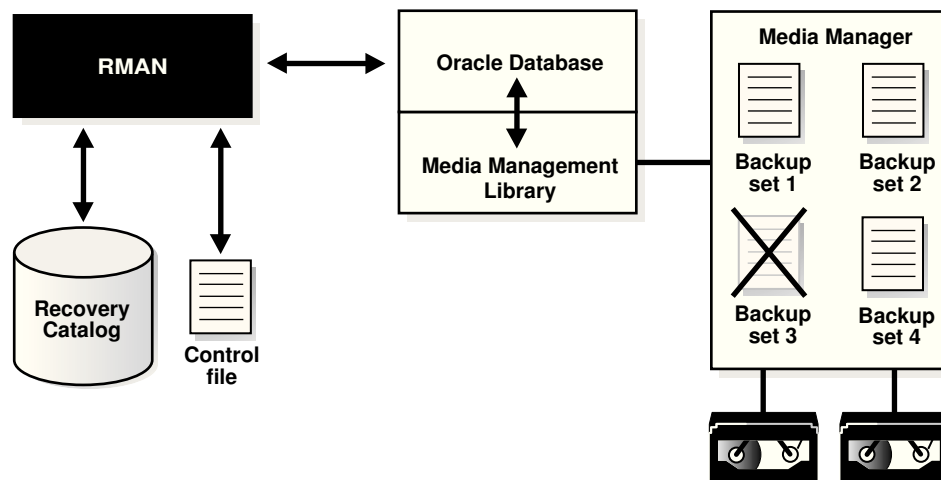 RMAN
Oracle Database
Media Management
Library
Media Manager
Backup
set 1
Backup
set 2
Backup
set 3
Backup
set 4
Recovery
Catalog
Control
file